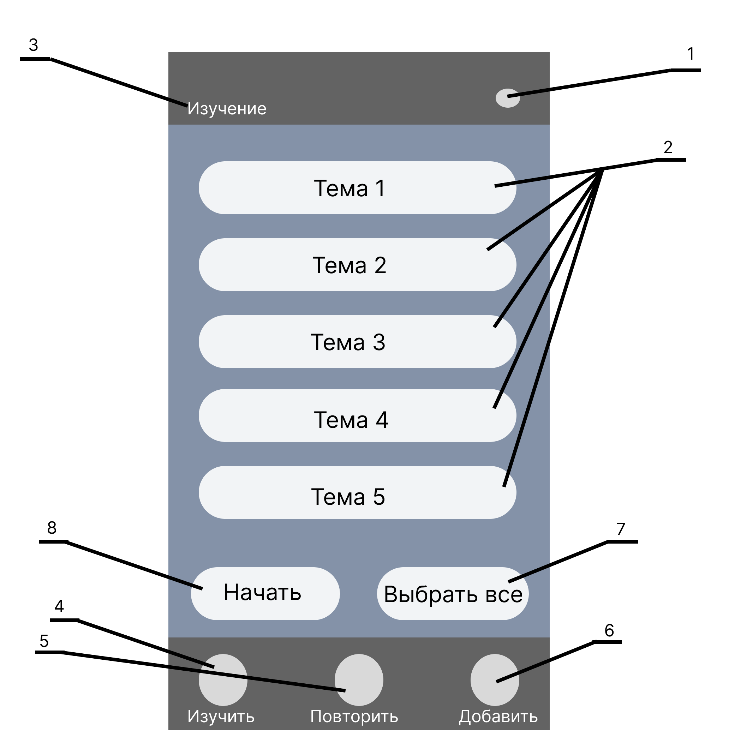 3
1
Изучение
2
Тема 1
Тема 2
Тема 3
Тема 4
Тема 5
8
7
Начать
Выбрать все
4
5
6
Изучить
Повторить
Добавить